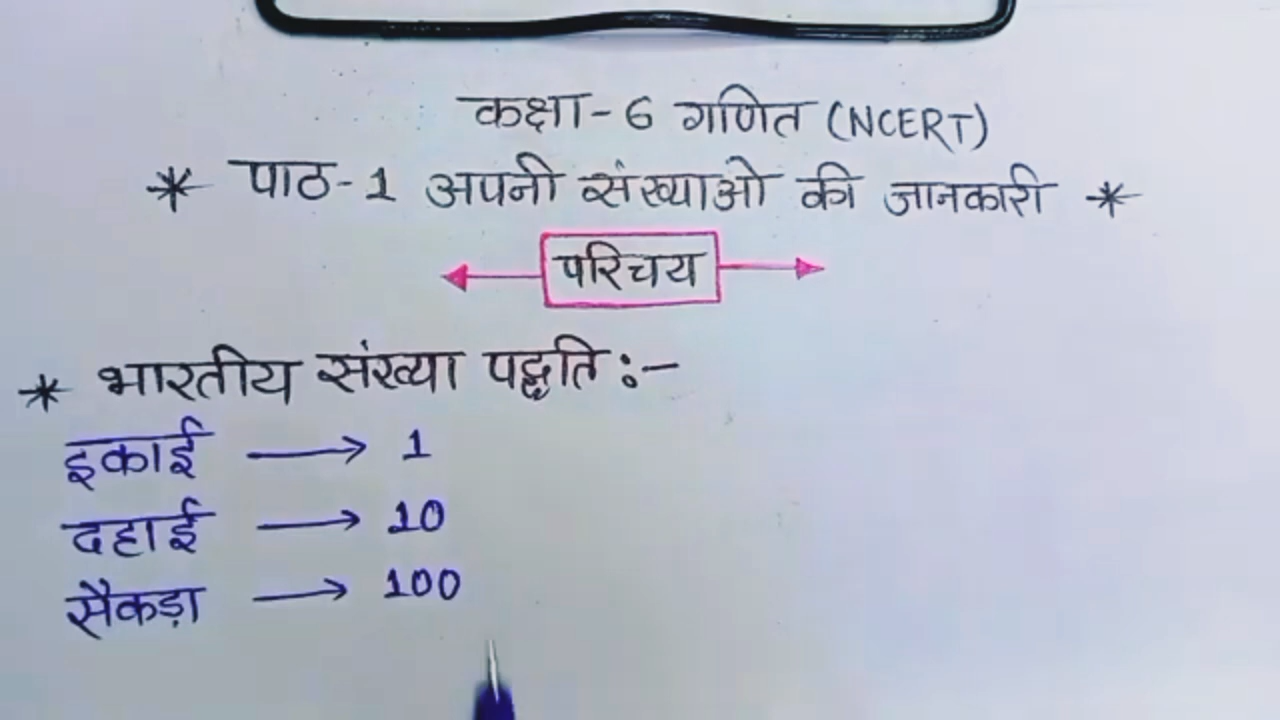 कक्षा-6 गणित (NCERT)
* पाठ-1 अपनी संख्याओ की जानकारी *
परिचय
* भारतीय संख्या पद्धति :-
इकाई → 1
दहाई → 10
सैकड़ा → 100